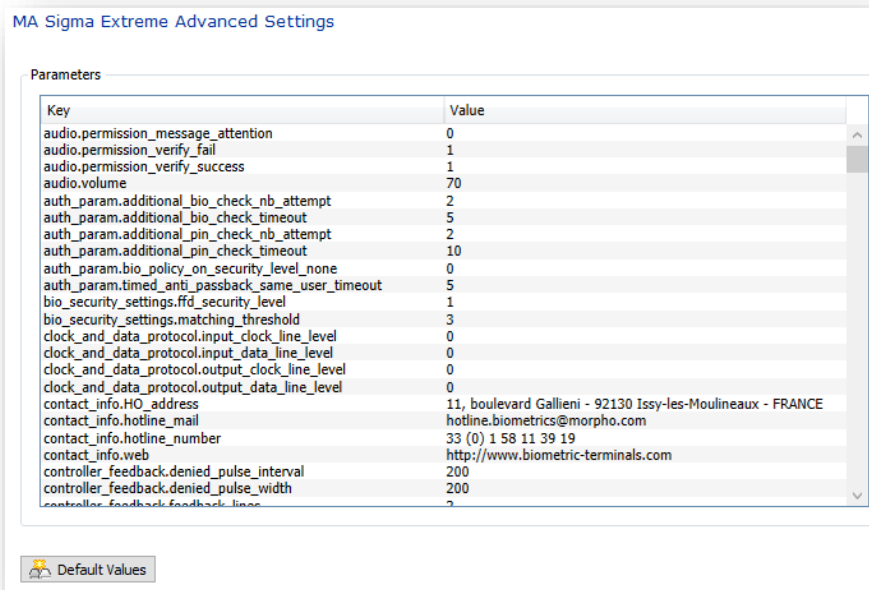 MA Sigma Extreme Advanced Settings
Parameters
Key Value
audio.permission_message_attention 0
audio.permission_verify_fail 1
audio.permission_verify_success 1
audio.volume 70
auth_param.additional_bio_check_nb_attempt 2
auth_param.additional_bio_check_timeout 5
auth_param.additional_pin_check_nb_attempt 2
auth_param.additional_pin_check_timeout 10
auth_param.bio_policy_on_security_level_none 0
auth_param.timed_anti_passback_same_user_timeout 5
bio_security_settings.ffd_security_level 1
bio_security_settings.matching_threshold 3
clock_and_data_protocol.input_clock_line_level 0
clock_and_data_protocol.input_data_line_level 0
clock_and_data_protocol.output_clock_line_level 0
clock_and_data_protocol.output_data_line_level 0
contact_info.HO_address 11, boulevard Gallieni - 92130 Issy-les-Moulineaux - FRANCE
contact_info.hotline_mail hotline.biometrics@morpho.com
contact_info.hotline_number 33 (0) 1 58 11 39 19
contact_info.web http://www.biometric-terminals.com
controller_feedback.denied_pulse_interval 200
controller_feedback.denied_pulse_width 200
controller_feedback.feedback_lines
Default Values